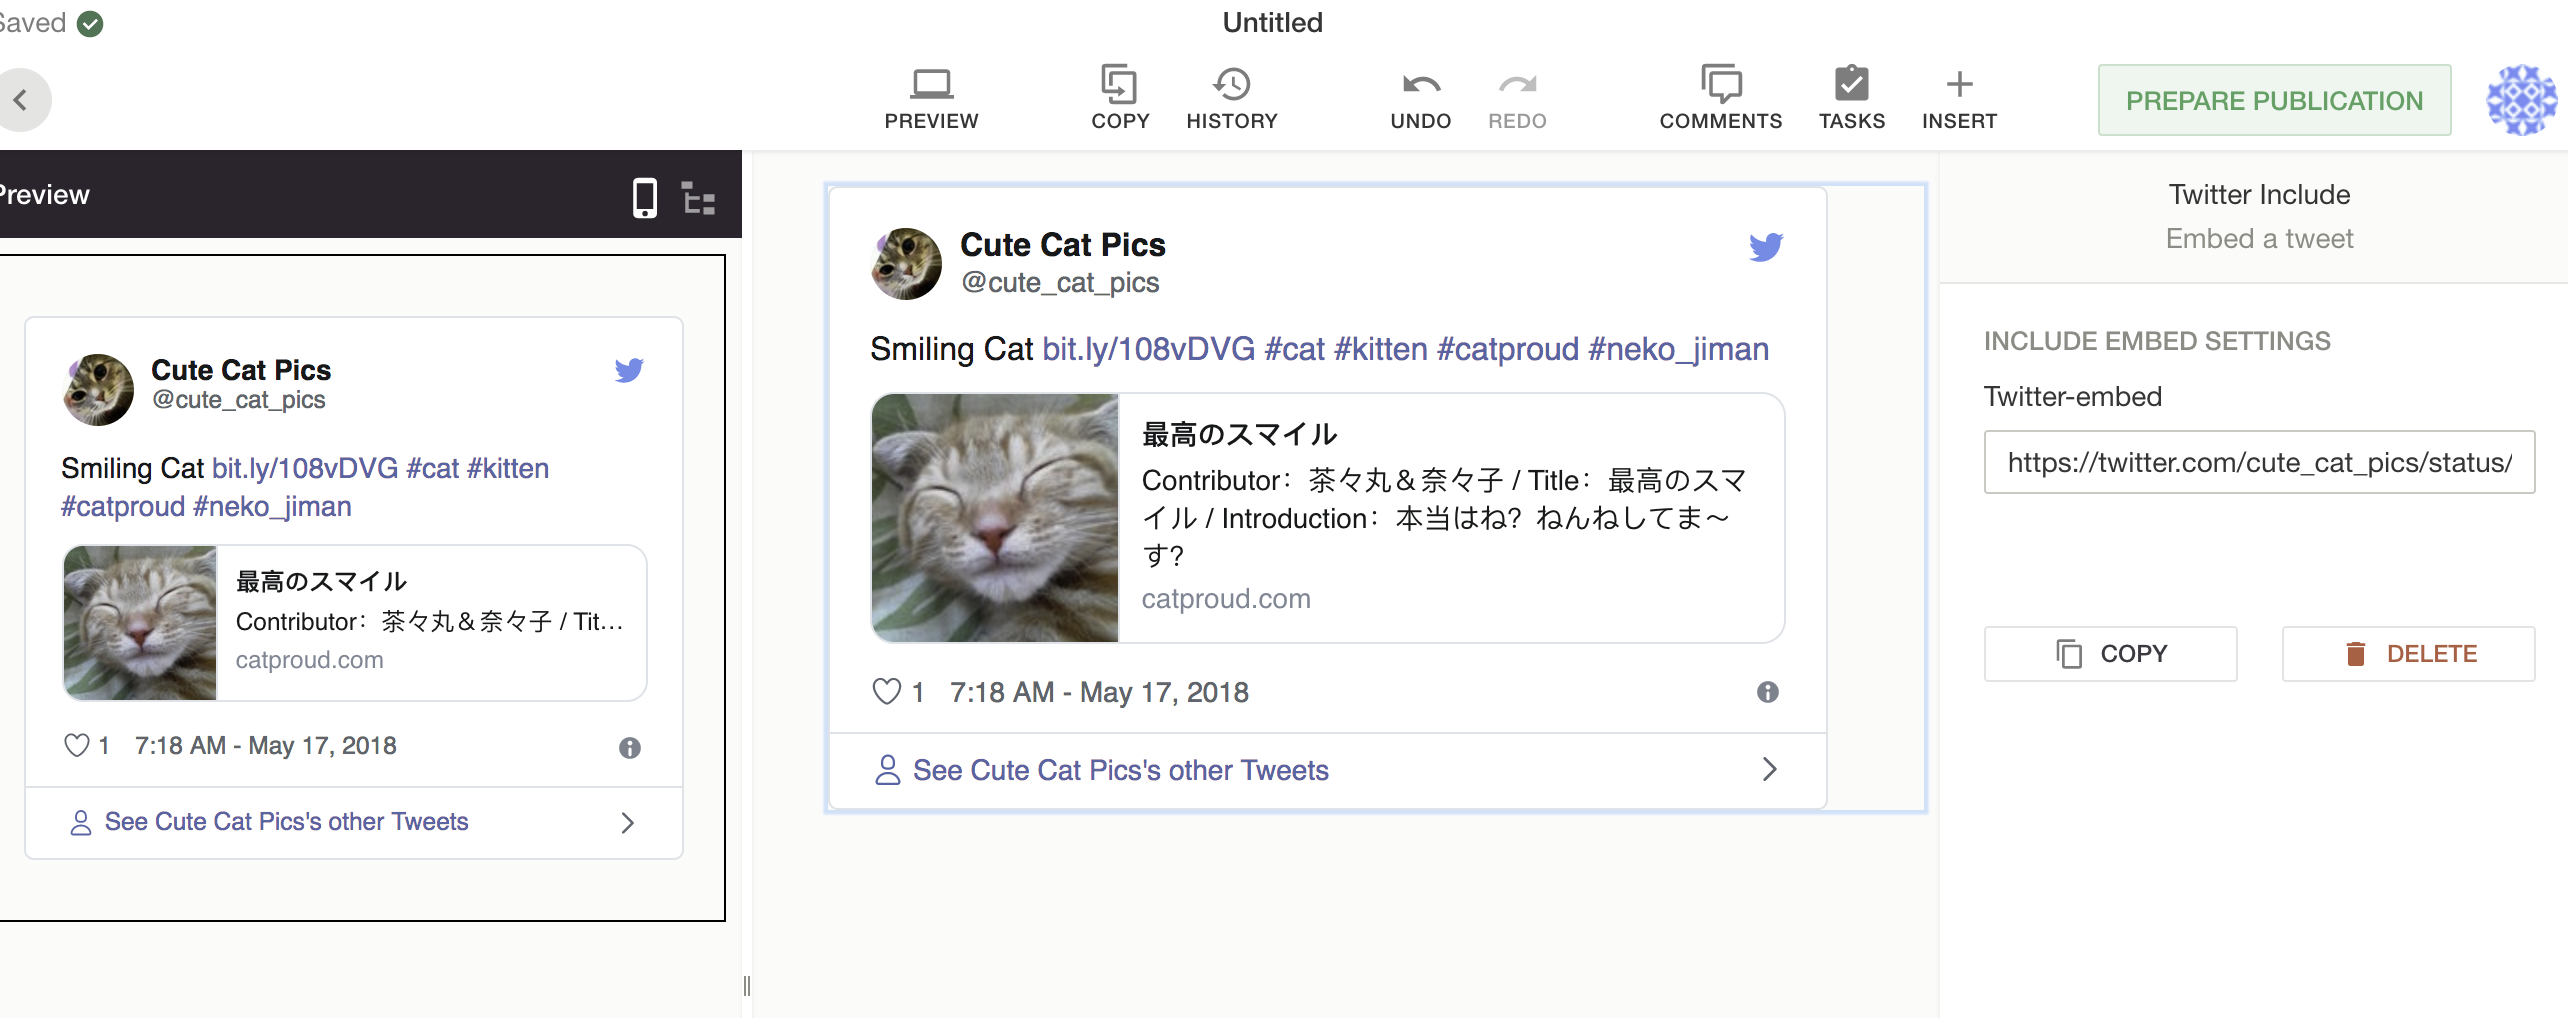 Saved
Untitled
PREVIEW
COPY
HISTORY
UNDO
REDO
COMMENTS
TASKS
INSERT
PREPARE PUBLICATION
Preview
Cute Cat Pics
@cute_cat_pics
Smiling Cat bit.ly/108vDVG #cat #kitten
#catproud #neko_jiman
最高のスマイル
Contributor：茶々丸＆奈々子 / Tit…
catproud.com
1 7:18 AM - May 17, 2018
See Cute Cat Pics's other Tweets
Cute Cat Pics
@cute_cat_pics
Smiling Cat bit.ly/108vDVG #cat #kitten #catproud #neko_jiman
最高のスマイル
Contributor：茶々丸＆奈々子 / Title：最高のスマ
イル / Introduction：本当はね？ねんねしてま〜
す？
catproud.com
1 7:18 AM - May 17, 2018
See Cute Cat Pics's other Tweets
Twitter Include
Embed a tweet
INCLUDE EMBED SETTINGS
Twitter-embed
https://twitter.com/cute_cat_pics/status/
COPY
DELETE